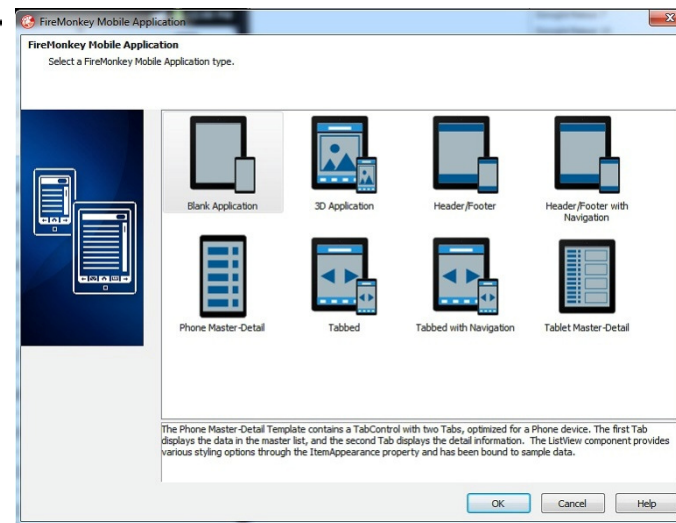 FireMonkey Mobile Application
FireMonkey Mobile Application
Select a FireMonkey Mobile Application type.
Blank Application
3D Application
Header/Footer
Header/Footer with
Navigation
Phone Master-Detail
Tabbed
Tabbed with Navigation
Tablet Master-Detail
The Phone Master-Detail Template contains a TabControl with two Tabs, optimized for a Phone device. The first Tab
displays the data in the master list, and the second Tab displays the detail information. The ListView component provides
various styling options through the ItemAppearance property and has been bound to sample data.
OK
Cancel
Help